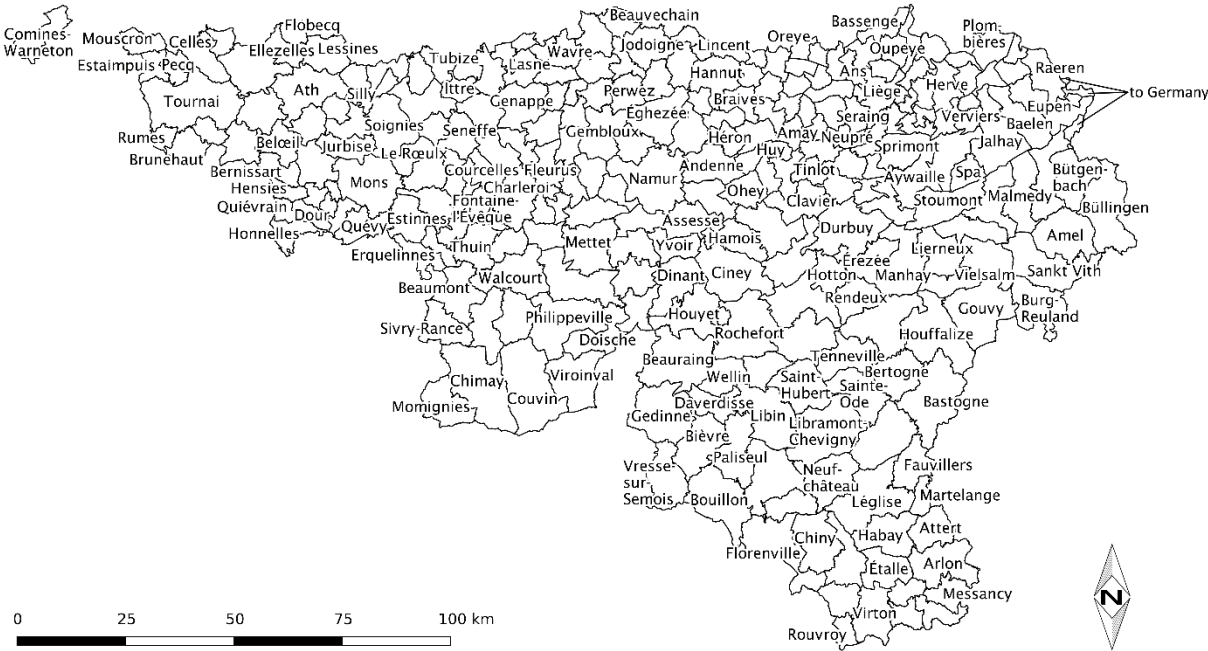 Comines-
Warneton
Mouscron
Celles
Estaimpuis
Pecq
Tournai
Rumes
Brunehaut
Flobecq
Ellezelles
Lessines
Ath
Silly
Tubize
Ittre
Lasne
Wavre
Beauvechain
Jodoigne
Lincent
Oreye
Bassenge
Oupeye
Plom-
bières
Raeren
to Germany
Hannut
Ans
Liège
Herve
Eupen
Genappe
Perwez
Braives
Éghezée
Seraing
Verviers
Baelen
Soignies
Seneffe
Gembloux
Héron
Amay
Neupré
Jalhay
Belœil
Jurbise
Le Rœulx
Huy
Sprimont
Bernissart
Courcelles
Fleurus
Andenne
Tinlot
Aywaille
Spa
Bütgen-
bach
Hensies
Mons
Charleroi
Namur
Ohey
Clavier
Stoumont
Malmedy
Büllingen
Quiévrain
Dour
Fontaine-
l'Évêque
Honnelles
Quévy
Estinnes
Assesse
Durbuy
Amel
Erquelinnes
Thuin
Mettet
Yvoir
Hamois
Lierneux
Érezée
Beaumont
Walcourt
Dinant
Ciney
Hotton
Manhay
Vielsalm
Sankt Vith
Rendeux
Gouvy
Burg-
Reuland
Sivry-Rance
Philippeville
Houyet
Rochefort
Houffalize
Doische
Beauraing
Tenneville
Chimay
Viroinval
Wellin
Saint-
Hubert
Bertogne
Sainte-
Ode
Momignies
Couvin
Gedinne
Daverdisse
Libin
Libramont-
Chevigny
Bastogne
Bièvre
Paliseul
Vresse-
sur-
Semois
Bouillon
Neuf-
château
Fauvillers
Léglise
Martelange
Florenville
Chiny
Habay
Attert
Étalle
Arlon
Messancy
Virton
Rouvroy
N
0 25 50 75 100 km